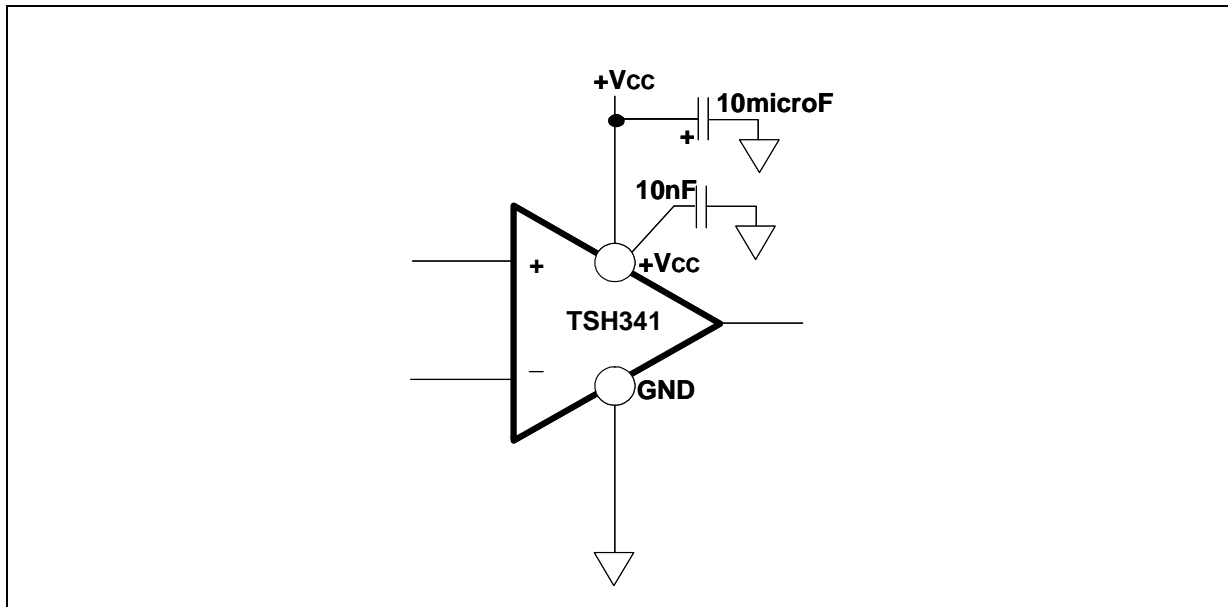 +Vcc
10microF
+
10nF
+Vcc
+
TSH341
–
GND